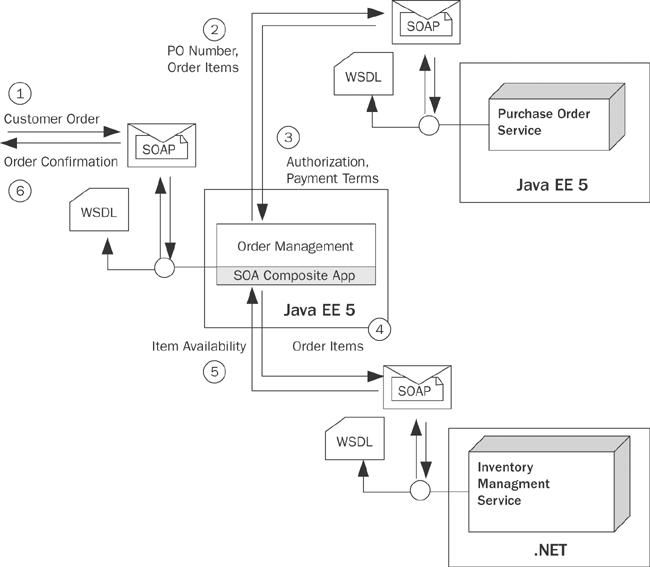 2
PO Number,
Order Items
SOAP
WSDL
Purchase Order
Service
Java EE 5
1
Customer Order
Order Confirmation
6
SOAP
WSDL
3
Authorization,
Payment Terms
Order Management
SOA Composite App
Java EE 5
4
Item Availability
Order Items
5
SOAP
WSDL
Inventory
Managment
Service
.NET